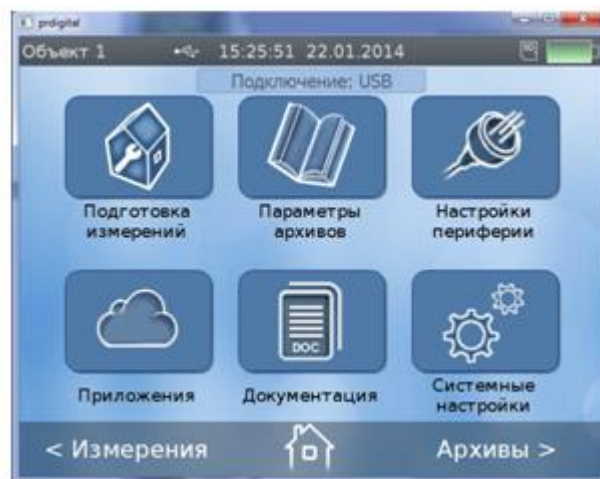 prdigital
Объект 1 15:25:51 22.01.2014
Подключение: USB
Подготовка
измерений
Параметры
архивов
Настройки
периферии
DOC
Приложения
Документация
Системные
настройки
< Измерения
Архивы >